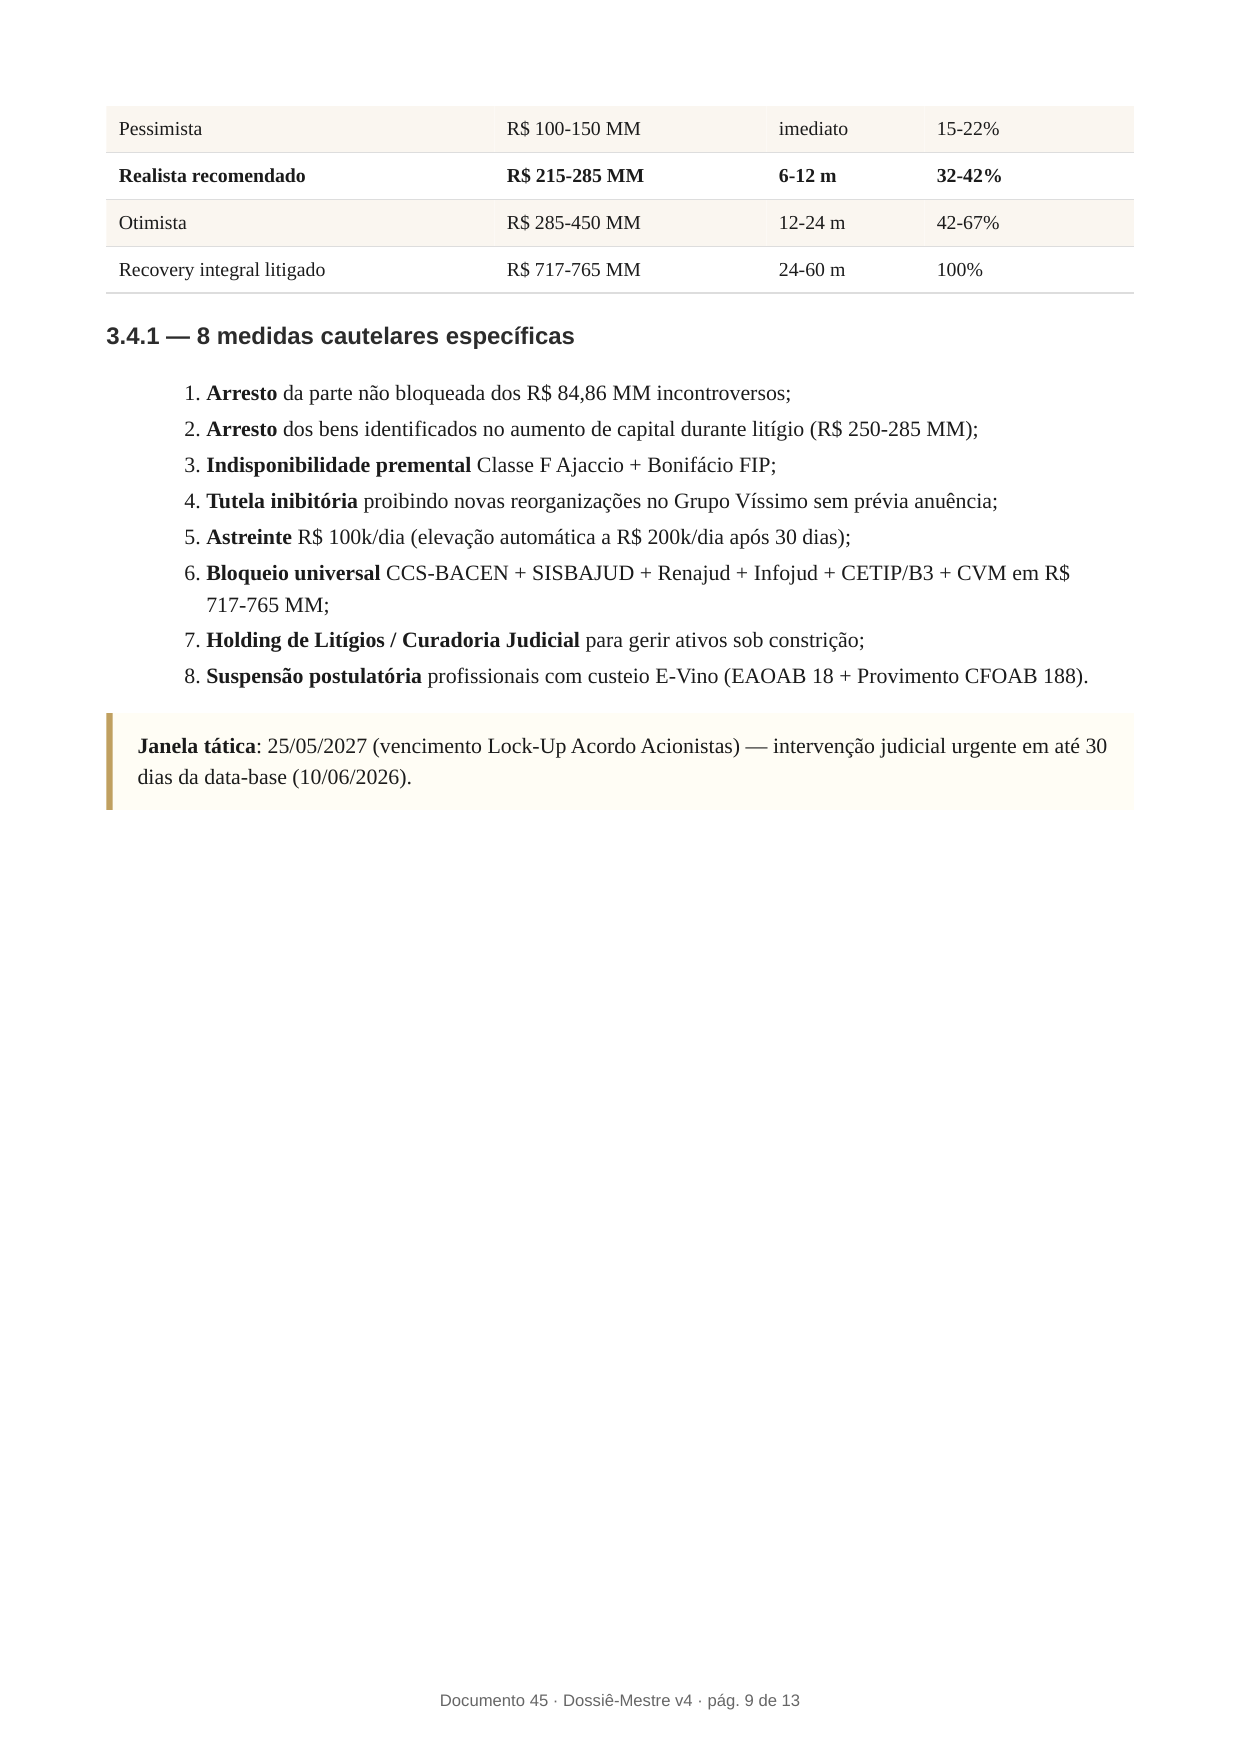 Pessimista R$ 100-150 MM imediato 15-22%
Realista recomendado R$ 215-285 MM 6-12 m 32-42%
Otimista R$ 285-450 MM 12-24 m 42-67%
Recovery integral litigado R$ 717-765 MM 24-60 m 100%
3.4.1 — 8 medidas cautelares específicas
1. Arresto da parte não bloqueada dos R$ 84,86 MM incontroversos;
2. Arresto dos bens identificados no aumento de capital durante litígio (R$ 250-285 MM);
3. Indisponibilidade premental Classe F Ajaccio + Bonifácio FIP;
4. Tutela inibitória proibindo novas reorganizações no Grupo Víssimo sem prévia anuência;
5. Astreinte R$ 100k/dia (elevação automática a R$ 200k/dia após 30 dias);
6. Bloqueio universal CCS-BACEN + SISBAJUD + Renajud + Infojud + CETIP/B3 + CVM em R$
717-765 MM;
7. Holding de Litígios / Curadoria Judicial para gerir ativos sob constrição;
8. Suspensão postulatória profissionais com custeio E-Vino (EAOAB 18 + Provimento CFOAB 188).
Janela tática: 25/05/2027 (vencimento Lock-Up Acordo Acionistas) — intervenção judicial urgente em até 30
dias da data-base (10/06/2026).
Documento 45 · Dossiê-Mestre v4 · pág. 9 de 13